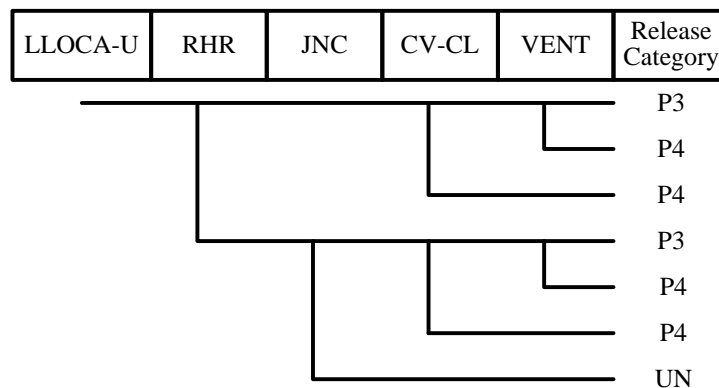 LLOCA-U RHR JNC CV-CL VENT Release Category
P3
P4
P4
P3
P4
P4
UN